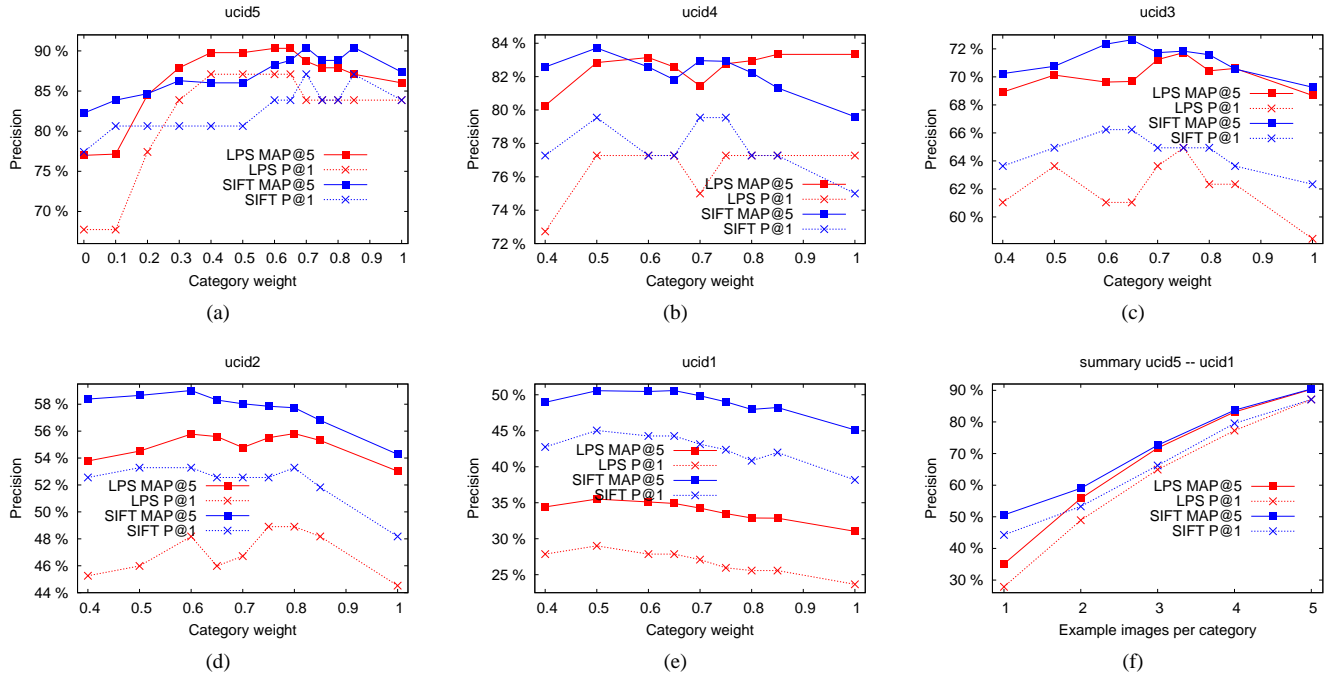 ucid5
Precision
90 %
85 %
80 %
75 %
70 %
LPS MAP@5
LPS P@1
SIFT MAP@5
SIFT P@1
0 0.1 0.2 0.3 0.4 0.5 0.6 0.7 0.8 0.9 1
Category weight
(a)
ucid4
Precision
84 %
82 %
80 %
78 %
76 %
74 %
72 %
LPS MAP@5
LPS P@1
SIFT MAP@5
SIFT P@1
0.4 0.5 0.6 0.7 0.8 0.9 1
Category weight
(b)
ucid3
Precision
72 %
70 %
68 %
66 %
64 %
62 %
60 %
LPS MAP@5
LPS P@1
SIFT MAP@5
SIFT P@1
0.4 0.5 0.6 0.7 0.8 0.9 1
Category weight
(c)
ucid2
Precision
58 %
56 %
54 %
52 %
50 %
48 %
46 %
44 %
LPS MAP@5
LPS P@1
SIFT MAP@5
SIFT P@1
0.4 0.5 0.6 0.7 0.8 0.9 1
Category weight
(d)
ucid1
Precision
50 %
45 %
40 %
35 %
30 %
25 %
LPS MAP@5
LPS P@1
SIFT MAP@5
SIFT P@1
0.4 0.5 0.6 0.7 0.8 0.9 1
Category weight
(e)
summary ucid5 -- ucid1
Precision
90 %
80 %
70 %
60 %
50 %
40 %
30 %
LPS MAP@5
LPS P@1
SIFT MAP@5
SIFT P@1
1 2 3 4 5
Example images per category
(f)